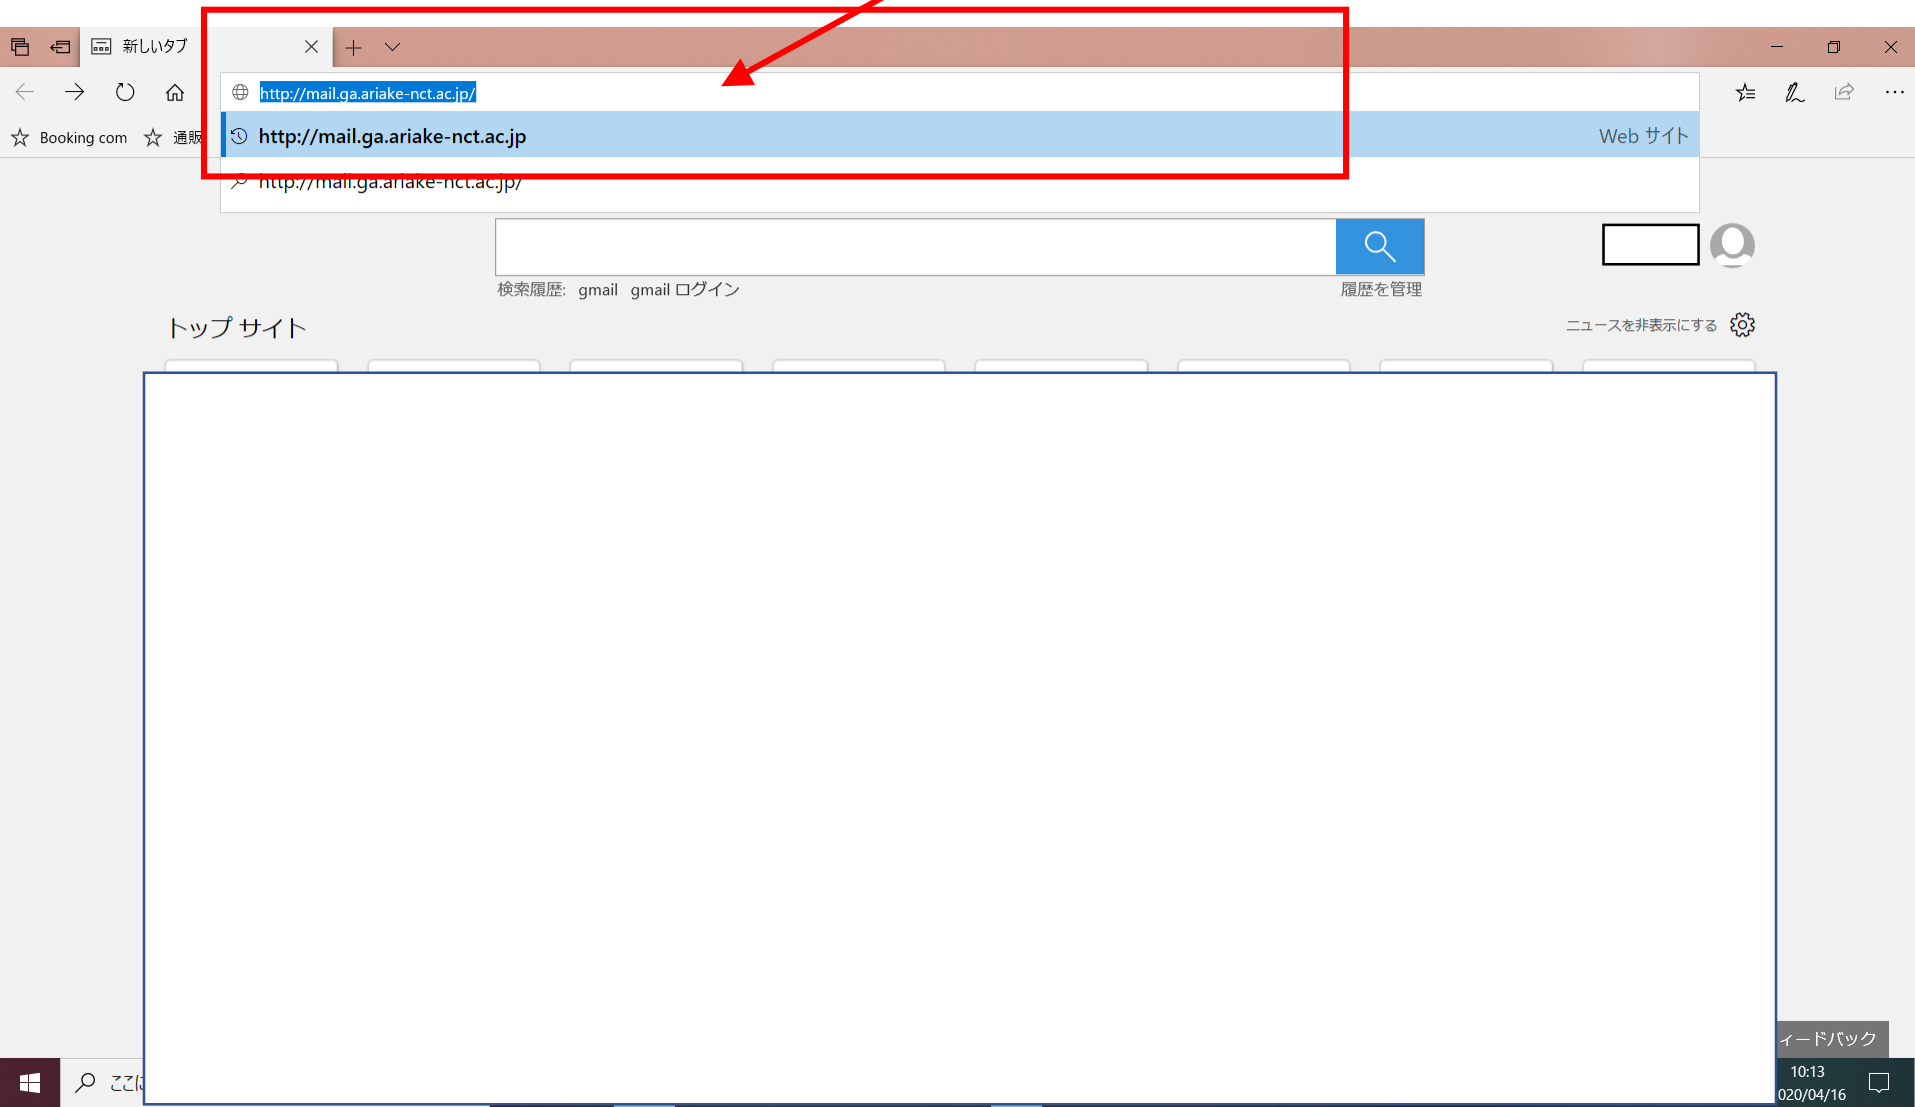 新しいタブ
http://mail.ga.ariake-nct.ac.jp/
Booking com 通販
http://mail.ga.ariake-nct.ac.jp Web サイト
http://mail.ga.ariake-nct.ac.jp/
検索履歴: gmail gmail ログイン 履歴を管理
トップ サイト ニュースを非表示にする
ィードバック
ここに
10:13
020/04/16